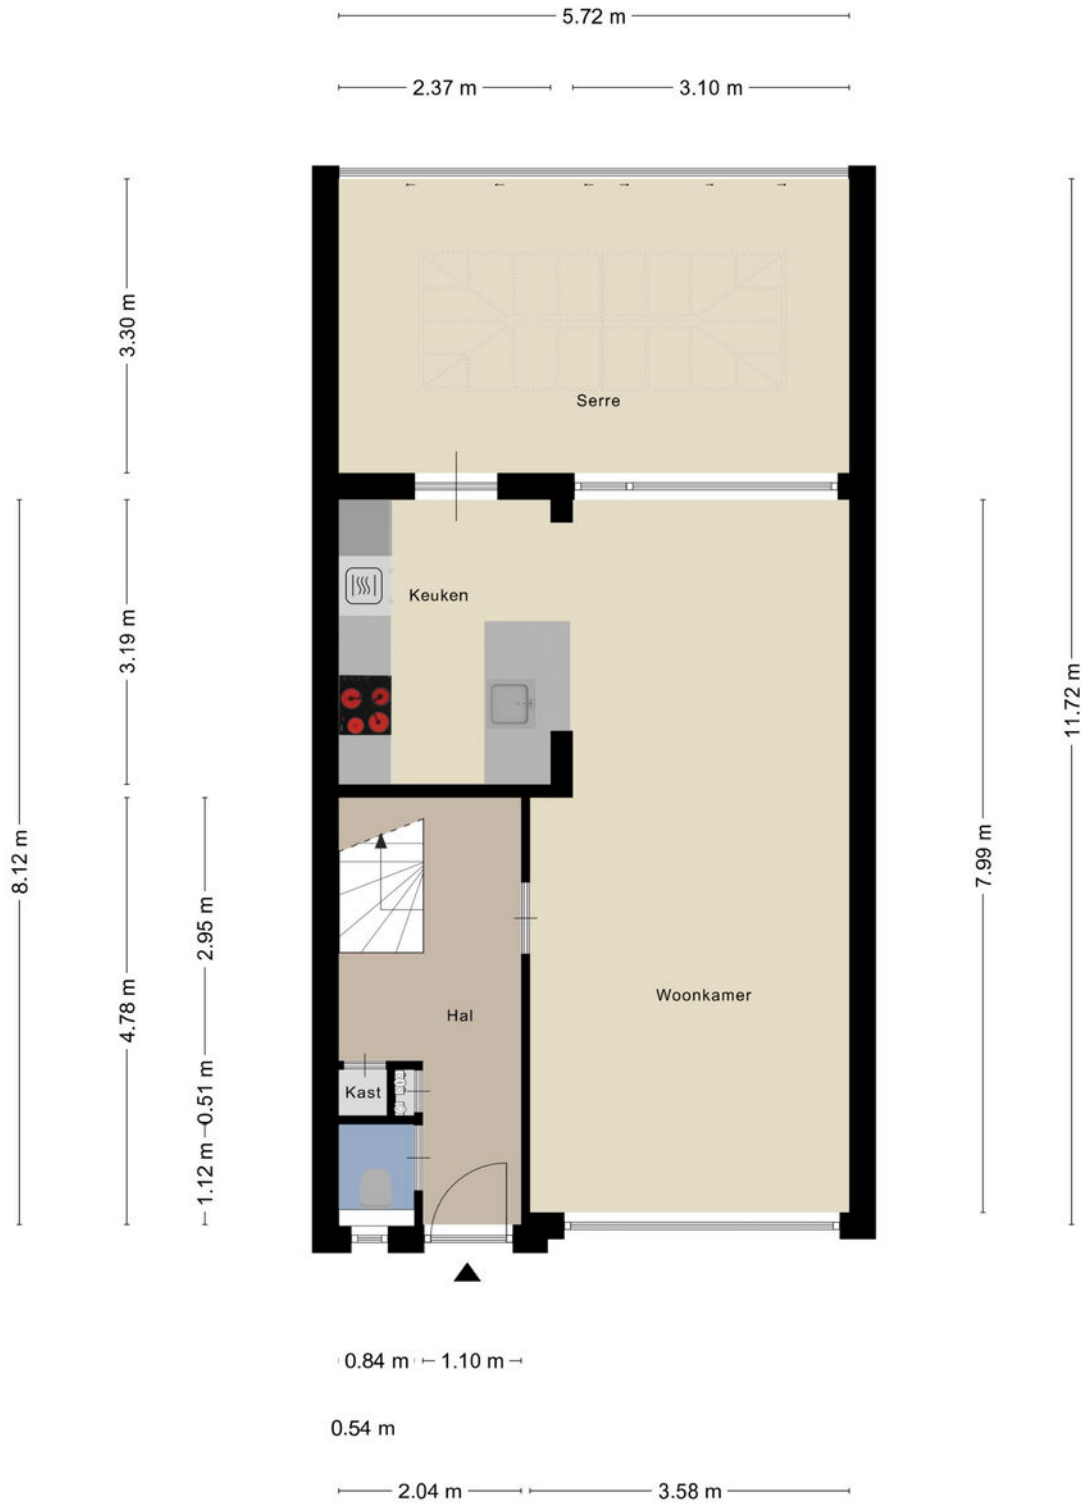 5.72 m
2.37 m
3.10 m
3.30 m
Serre
Keuken
3.19 m
11.72 m
8.12 m
7.99 m
2.95 m
4.78 m
Woonkamer
Hal
Kast
0.51 m
1.12 m
0.84 m
1.10 m
0.54 m
2.04 m
3.58 m